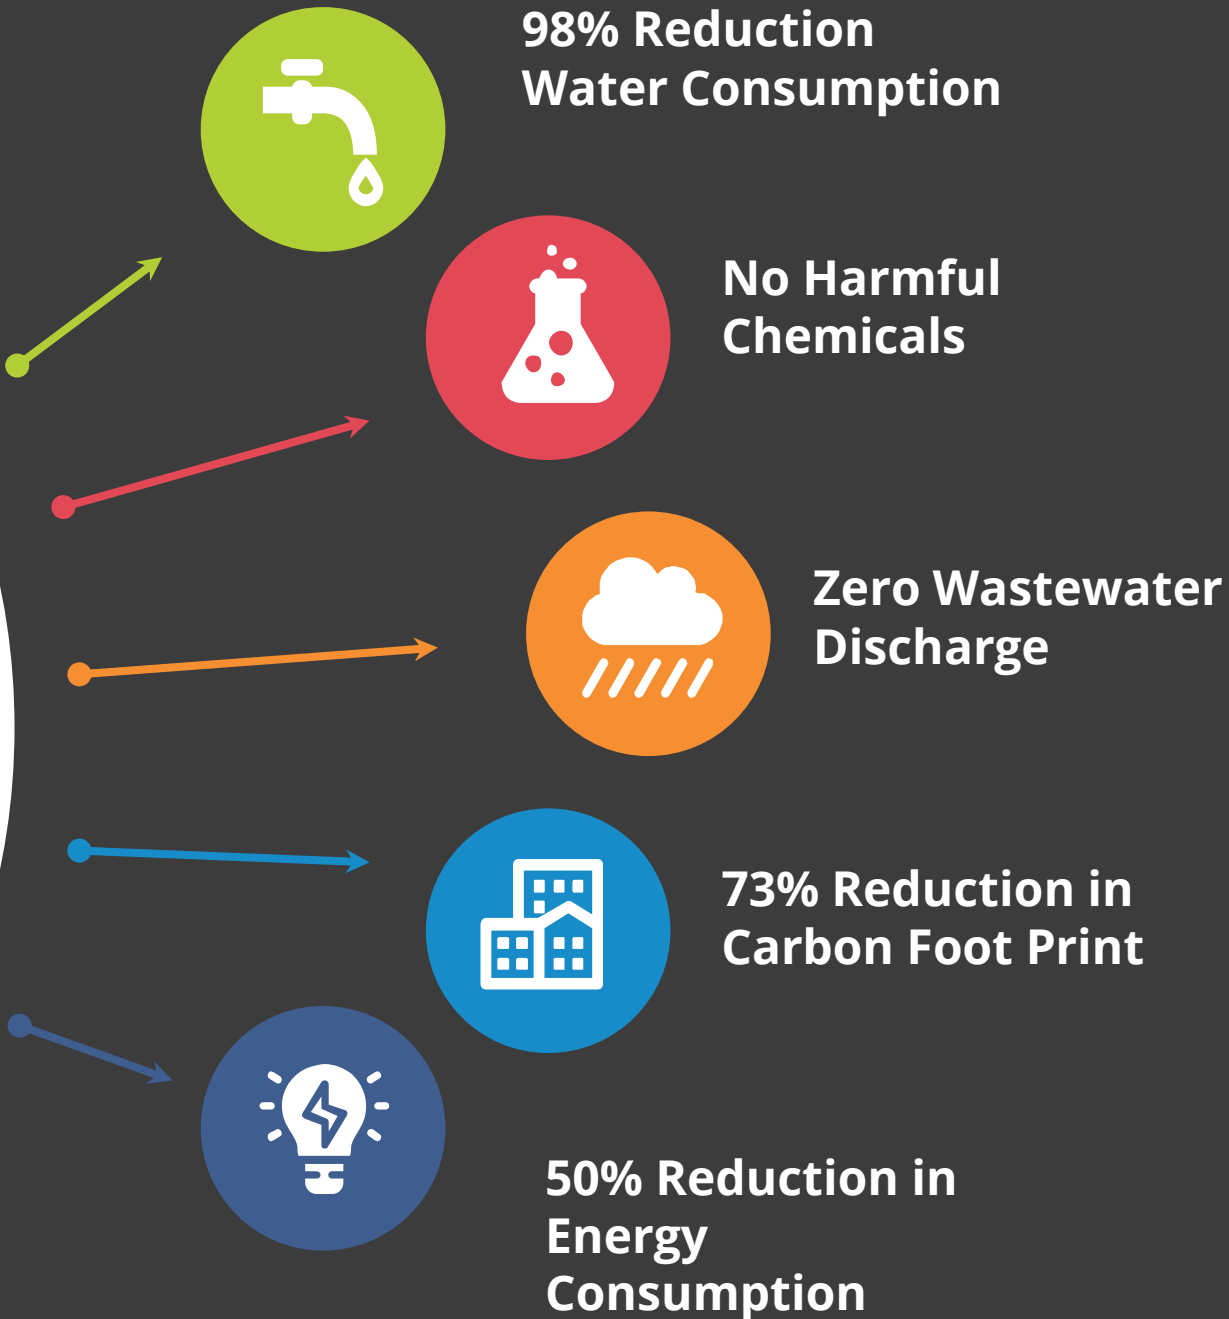 98% Reduction
Water Consumption
No Harmful
Chemicals
Zero Wastewater
Discharge
73% Reduction in
Carbon Foot Print
50% Reduction in
Energy
Consumption